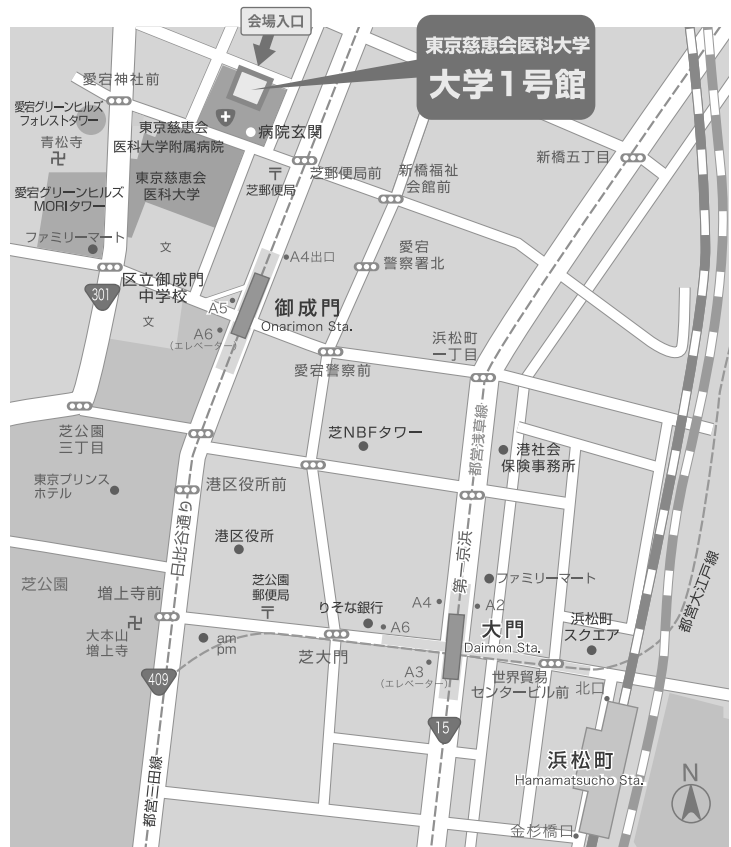 会場入口
東京慈恵会医科大学
大学1号館
愛宕神社前
愛宕グリーンヒルズ
フォレストタワー
青松寺
東京慈恵会
医科大学附属病院
病院玄関
愛宕グリーンヒルズ
MORIタワー
東京慈恵会
医科大学
芝郵便局
芝郵便局前
新橋福祉
会館前
新橋五丁目
ファミリーマート
文
A4出口
愛宕
警察署北
301
区立御成門
中学校
文
A5
A6
(エレベーター)
御成門
Onarimon Sta.
愛宕警察前
浜松町
一丁目
芝公園
三丁目
芝NBFタワー
都営浅草線
港社会
保険事務所
東京プリンス
ホテル
港区役所前
日比谷通り
港区役所
第一京浜
芝公園
増上寺前
芝公園
郵便局
りそな銀行
A4
A2
ファミリーマート
都営大江戸線
大本山
増上寺
am
pm
芝大門
A6
大門
Daimon Sta.
浜松町
スクエア
A3
(エレベーター)
世界貿易
センタービル前
北口
409
15
浜松町
Hamamatsucho Sta.
都営三田線
金杉橋口
N